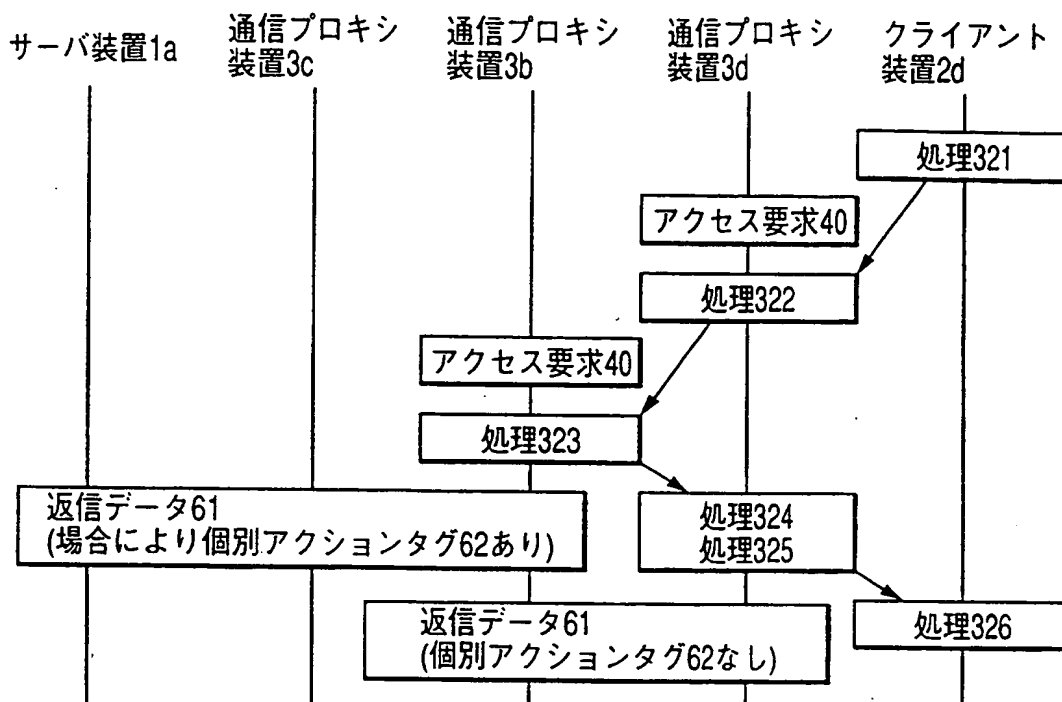 サーバ装置1a
通信プロキシ
装置3c
通信プロキシ
装置3b
通信プロキシ
装置3d
クライアント
装置2d
処理321
アクセス要求40
処理322
アクセス要求40
処理323
返信データ61
(場合により個別アクションタグ62あり)
処理324
処理325
返信データ61
(個別アクションタグ62なし)
処理326